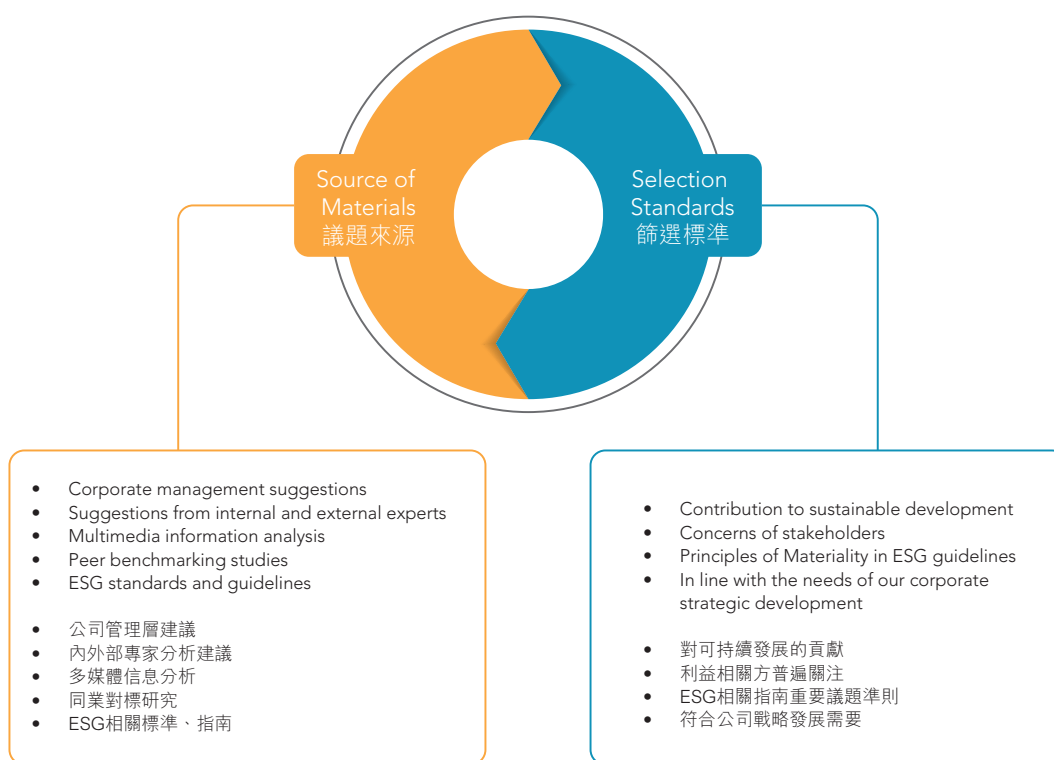 Source of
Materials
議題來源
Selection
Standards
篩選標準
• Corporate management suggestions
• Suggestions from internal and external experts
• Multimedia information analysis
• Peer benchmarking studies
• ESG standards and guidelines
• 公司管理層建議
• 內外部專家分析建議
• 多媒體信息分析
• 同業對標研究
• ESG相關標準、指南
• Contribution to sustainable development
• Concerns of stakeholders
• Principles of Materiality in ESG guidelines
• In line with the needs of our corporate
strategic development
• 對可持續發展的貢獻
• 利益相關方普遍關注
• ESG相關指南重要議題準則
• 符合公司戰略發展需要